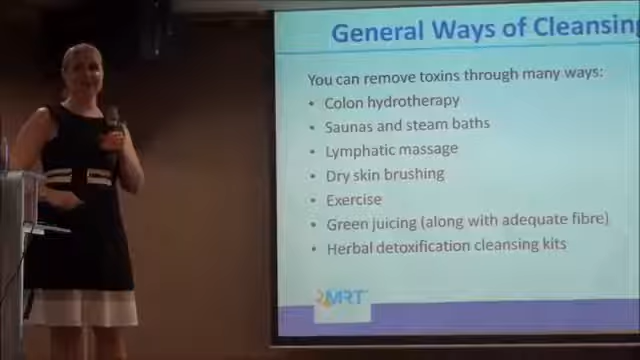 General Ways of Cleansing
You can remove toxins through many ways:
• Colon hydrotherapy
• Saunas and steam baths
• Lymphatic massage
• Dry skin brushing
• Exercise
• Green juicing (along with adequate fibre)
• Herbal detoxification cleansing kits
MRT